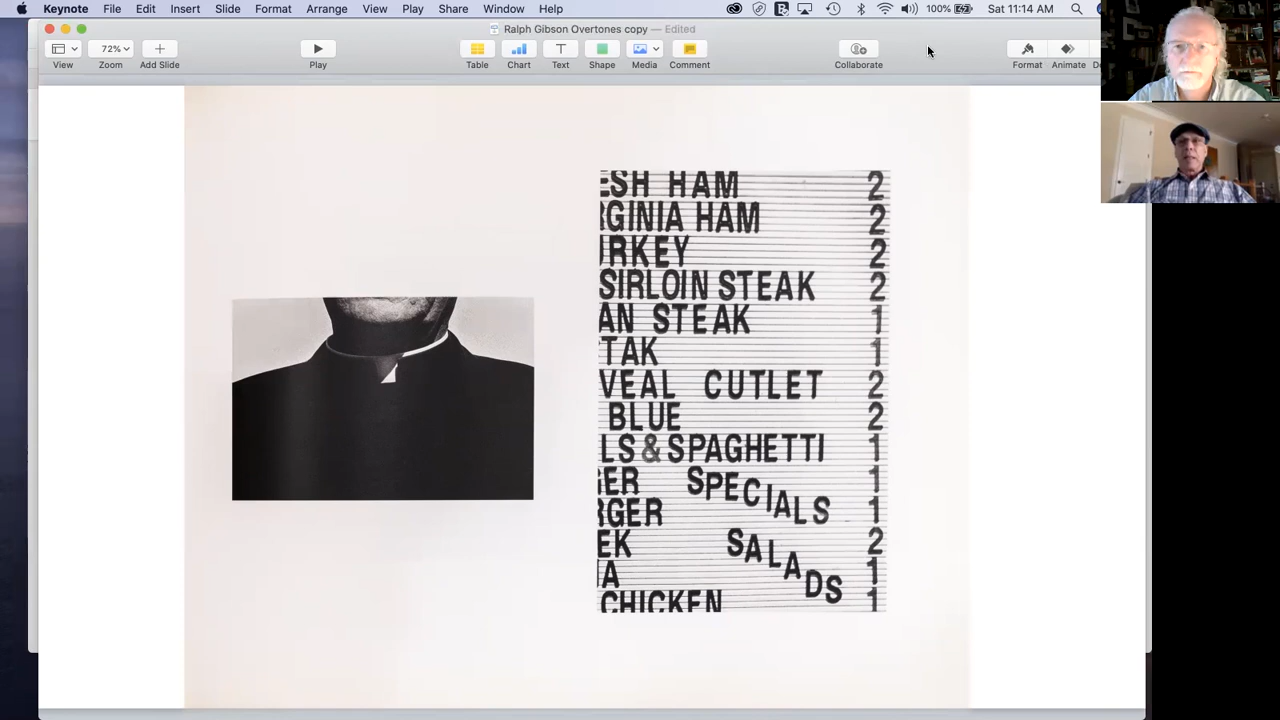 Keynote File Edit Insert Slide Format Arrange View Play Share Window Help 100% Sat 11:14 AM
Ralph Gibson Overtones copy — Edited
72%
View Zoom Add Slide Play Table Chart Text Shape Media Comment Collaborate Format Animate
ESH HAM 2
RGINIA HAM 2
URKEY 2
SIRLOIN STEAK 2
AN STEAK 1
TAK 1
VEAL CUTLET 2
BLUE 2
LS & SPAGHETTI 1
GER SPECIALS 1
RGER 1
EK SALADS 2
A 1
CHICKEN 1